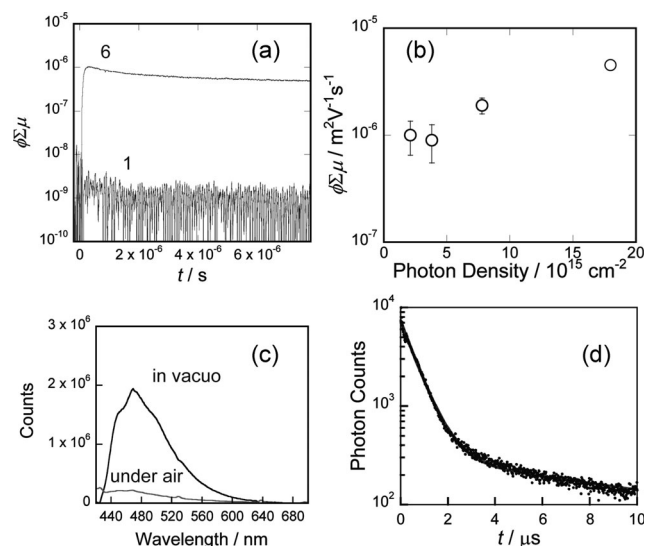 10⁻⁵
10⁻⁶
10⁻⁷
10⁻⁸
10⁻⁹
10⁻¹⁰
ϕΣμ
6
1
(a)
0
2 x 10⁻⁶
4 x 10⁻⁶
6 x 10⁻⁶
t / s
10⁻⁵
10⁻⁶
10⁻⁷
ϕΣμ / m²V⁻¹s⁻¹
(b)
0
5
10
15
20
Photon Density / 10¹⁵ cm⁻²
3 x 10⁶
2 x 10⁶
1 x 10⁶
0
Counts
(c)
in vacuo
under air
440
480
520
560
600
640
680
Wavelength / nm
10⁴
10³
10²
Photon Counts
(d)
0
2
4
6
8
10
t / μs